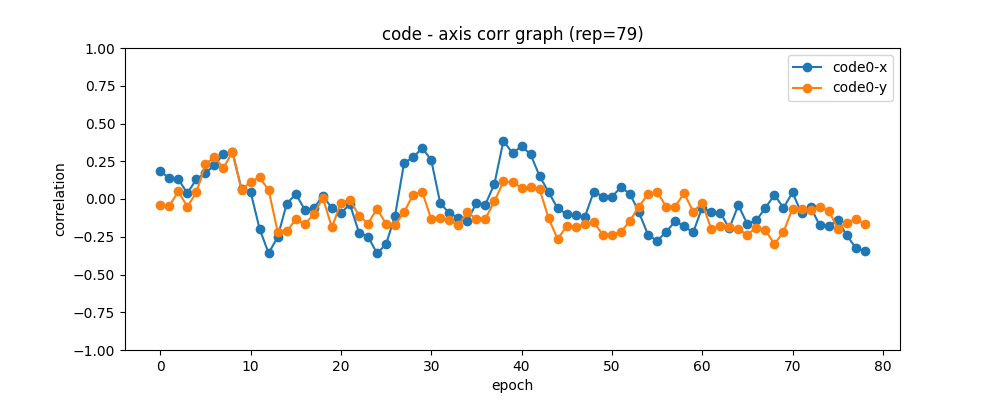 code - axis corr graph (rep=79)
1.00
0.75
0.50
0.25
0.00
−0.25
−0.50
−0.75
−1.00
correlation
code0-x
code0-y
0 10 20 30 40 50 60 70 80
epoch